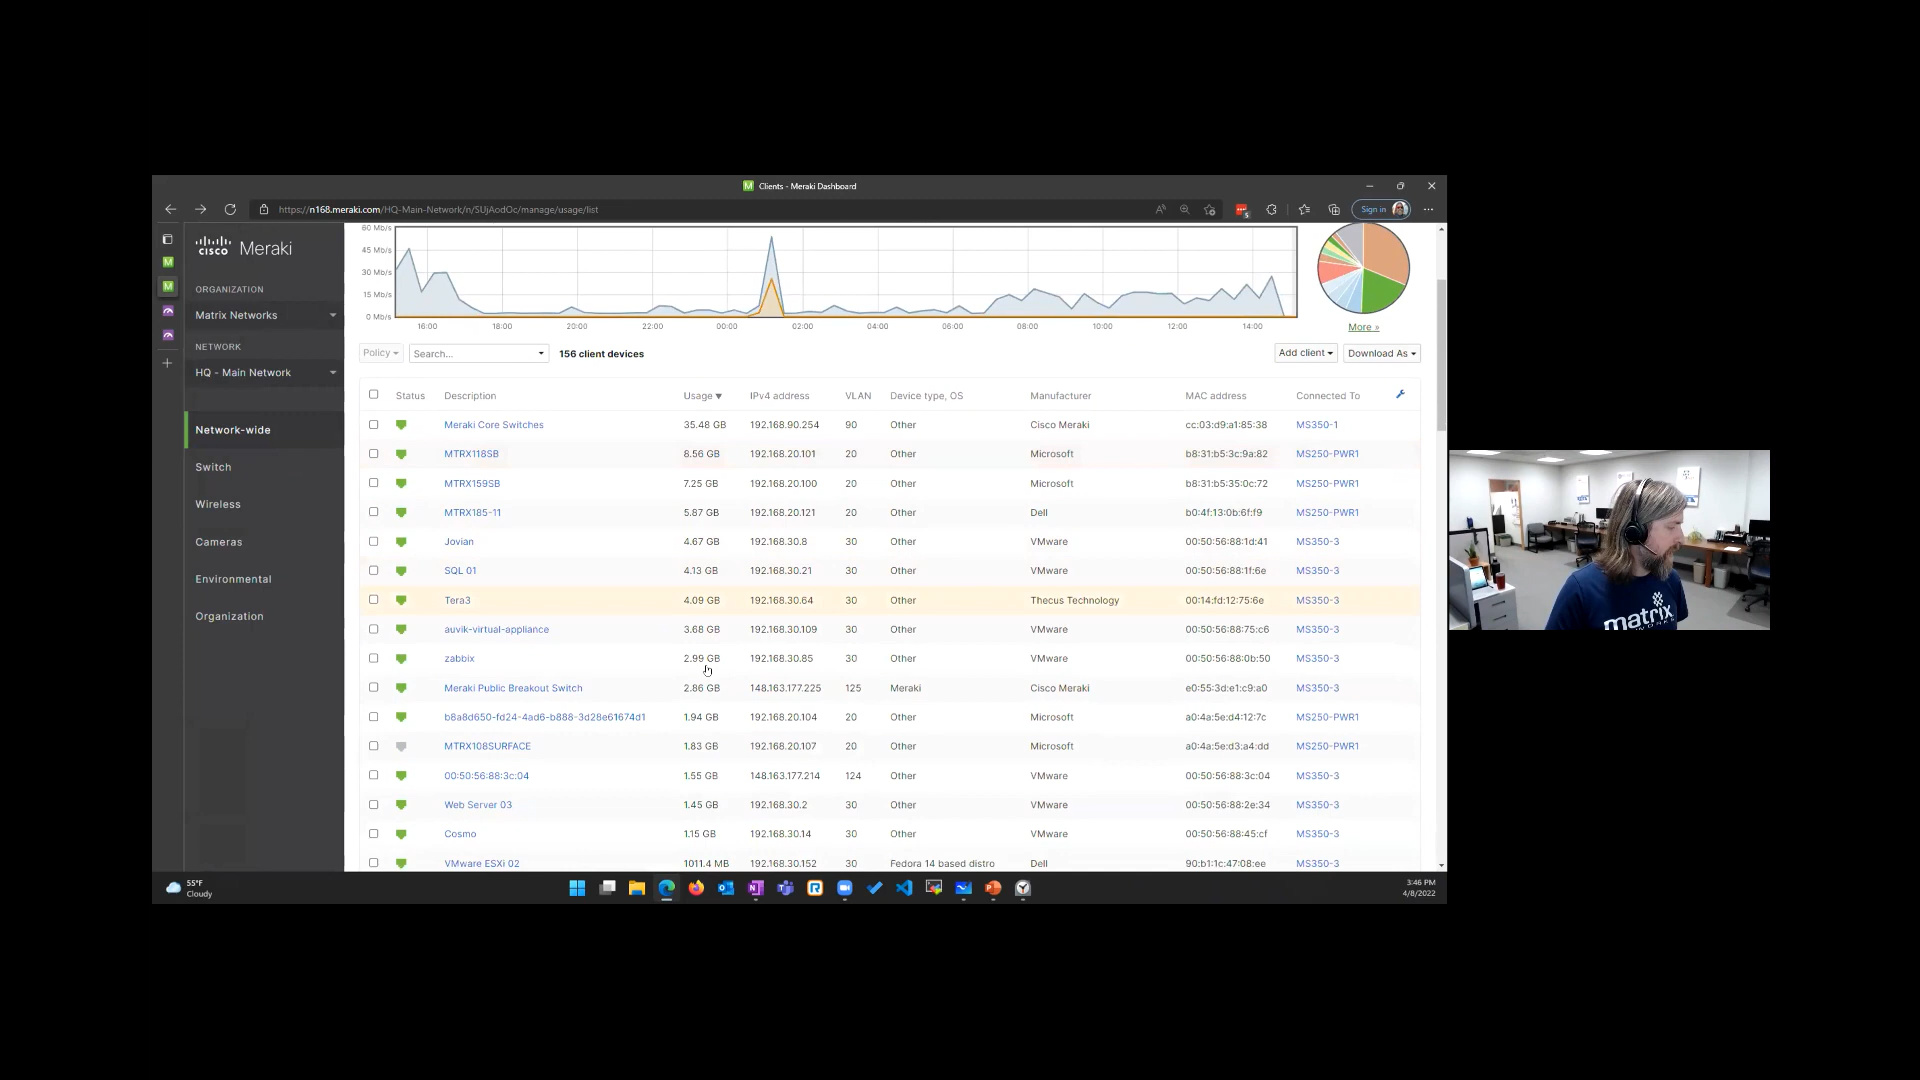 Clients - Meraki Dashboard
https://n168.meraki.com/HQ-Main-Network/n/SUjAodOc/manage/usage/list
Sign in
CISCO Meraki
ORGANIZATION
Matrix Networks
NETWORK
HQ - Main Network
Network-wide
Switch
Wireless
Cameras
Environmental
Organization
60 Mb/s
45 Mb/s
30 Mb/s
15 Mb/s
0 Mb/s
16:00 18:00 20:00 22:00 00:00 02:00 04:00 06:00 08:00 10:00 12:00 14:00
More »
Policy Search... 156 client devices Add client Download As
Status Description Usage ▼ IPv4 address VLAN Device type, OS Manufacturer MAC address Connected To
Meraki Core Switches 35.48 GB 192.168.90.254 90 Other Cisco Meraki cc:03:d9:a1:85:38 MS350-1
MTRX118SB 8.56 GB 192.168.20.101 20 Other Microsoft b8:31:b5:3c:9a:82 MS250-PWR1
MTRX159SB 7.25 GB 192.168.20.100 20 Other Microsoft b8:31:b5:35:0c:72 MS250-PWR1
MTRX185-11 5.87 GB 192.168.20.121 20 Other Dell b0:4f:13:0b:6f:f9 MS250-PWR1
Jovian 4.67 GB 192.168.30.8 30 Other VMware 00:50:56:88:1d:41 MS350-3
SQL 01 4.13 GB 192.168.30.21 30 Other VMware 00:50:56:88:1f:6e MS350-3
Tera3 4.09 GB 192.168.30.64 30 Other Thecus Technology 00:14:fd:12:75:6e MS350-3
auvik-virtual-appliance 3.68 GB 192.168.30.109 30 Other VMware 00:50:56:88:75:c6 MS350-3
zabbix 2.99 GB 192.168.30.85 30 Other VMware 00:50:56:88:0b:50 MS350-3
Meraki Public Breakout Switch 2.86 GB 148.163.177.225 125 Meraki Cisco Meraki e0:55:3d:e1:c9:a0 MS350-3
b8a8d650-fd24-4ad6-b888-3d28e61674d1 1.94 GB 192.168.20.104 20 Other Microsoft a0:4a:5e:d4:12:7c MS250-PWR1
MTRX108SURFACE 1.83 GB 192.168.20.107 20 Other Microsoft a0:4a:5e:d3:a4:dd MS250-PWR1
00:50:56:88:3c:04 1.55 GB 148.163.177.214 124 Other VMware 00:50:56:88:3c:04 MS350-3
Web Server 03 1.45 GB 192.168.30.2 30 Other VMware 00:50:56:88:2e:34 MS350-3
Cosmo 1.15 GB 192.168.30.14 30 Other VMware 00:50:56:88:45:cf MS350-3
VMware ESXi 02 1011.4 MB 192.168.30.152 30 Fedora 14 based distro Dell 90:b1:1c:47:08:ee MS350-3
55°F
Cloudy
3:46 PM
4/8/2022
matrix